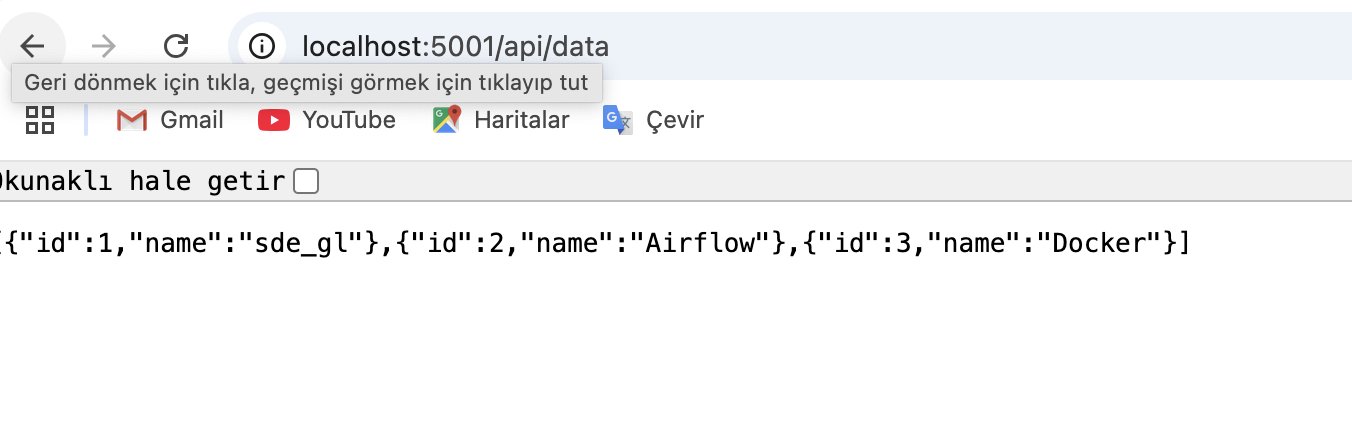 localhost:5001/api/data
Geri dönmek için tıkla, geçmişi görmek için tıklayıp tut
Gmail YouTube Haritalar Çevir
Okunaklı hale getir
[{"id":1,"name":"sde_gl"},{"id":2,"name":"Airflow"},{"id":3,"name":"Docker"}]